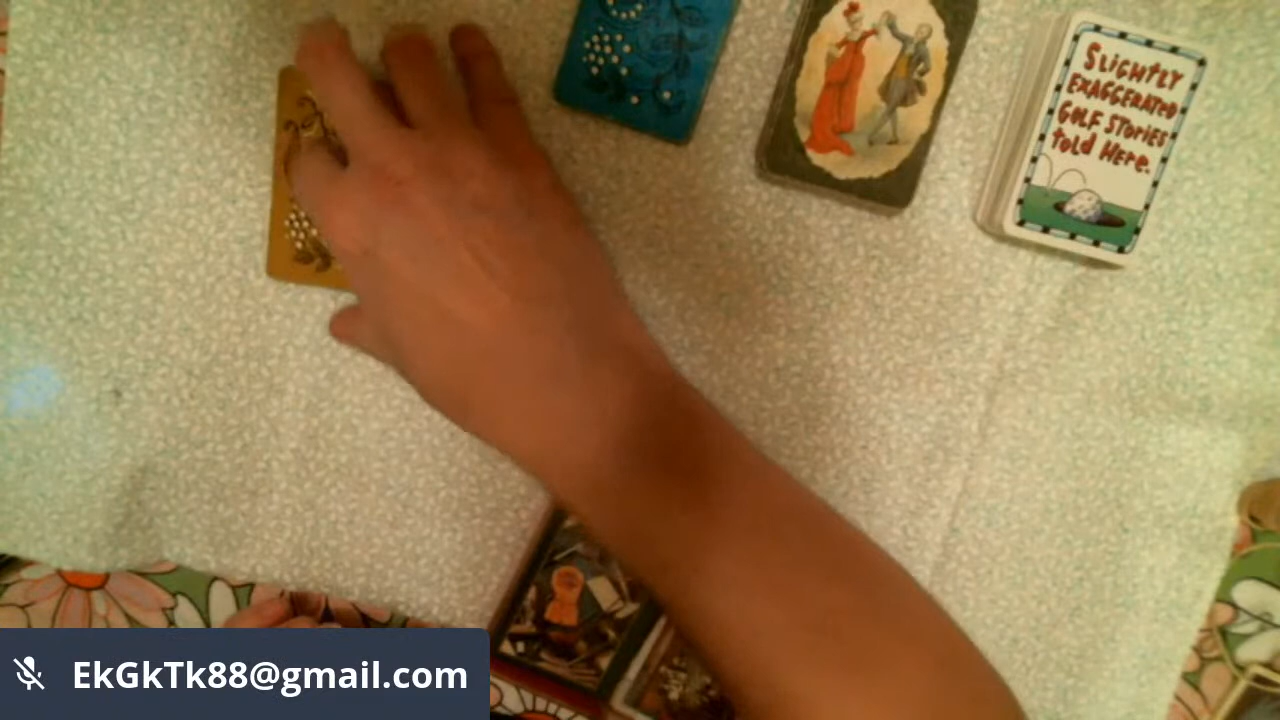 SLIGHTLY
EXAGGERATED
GOLF STORIES
told HeRe.
EkGkTk88@gmail.com